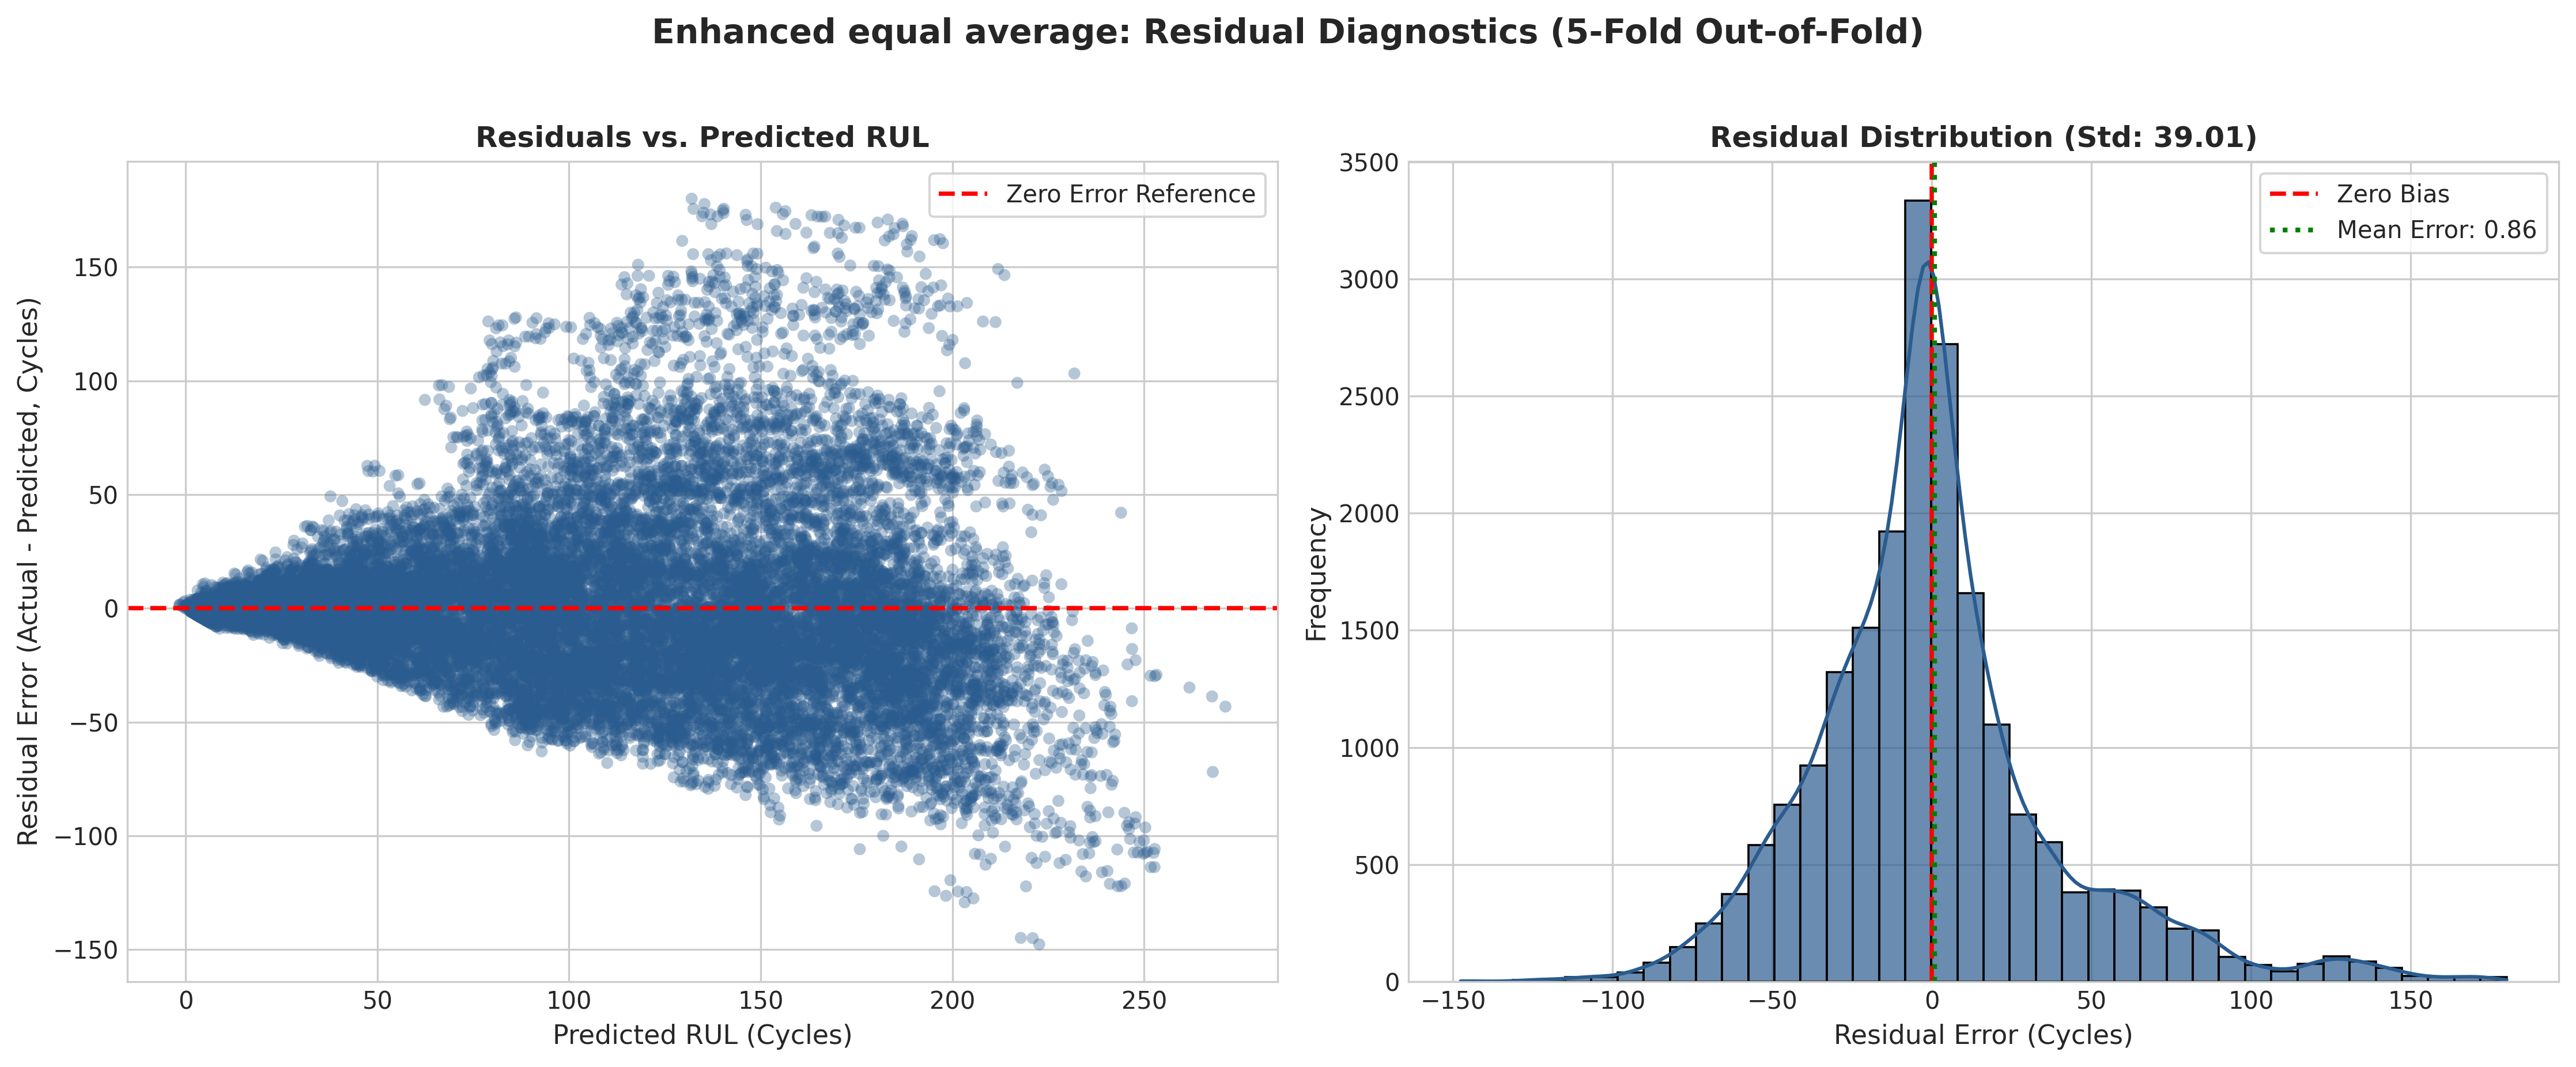 Enhanced equal average: Residual Diagnostics (5-Fold Out-of-Fold)
Residuals vs. Predicted RUL
Zero Error Reference
Residual Error (Actual - Predicted, Cycles)
150
100
50
0
−50
−100
−150
0 50 100 150 200 250
Predicted RUL (Cycles)
Residual Distribution (Std: 39.01)
Zero Bias
Mean Error: 0.86
Frequency
3500
3000
2500
2000
1500
1000
500
0
−150 −100 −50 0 50 100 150
Residual Error (Cycles)